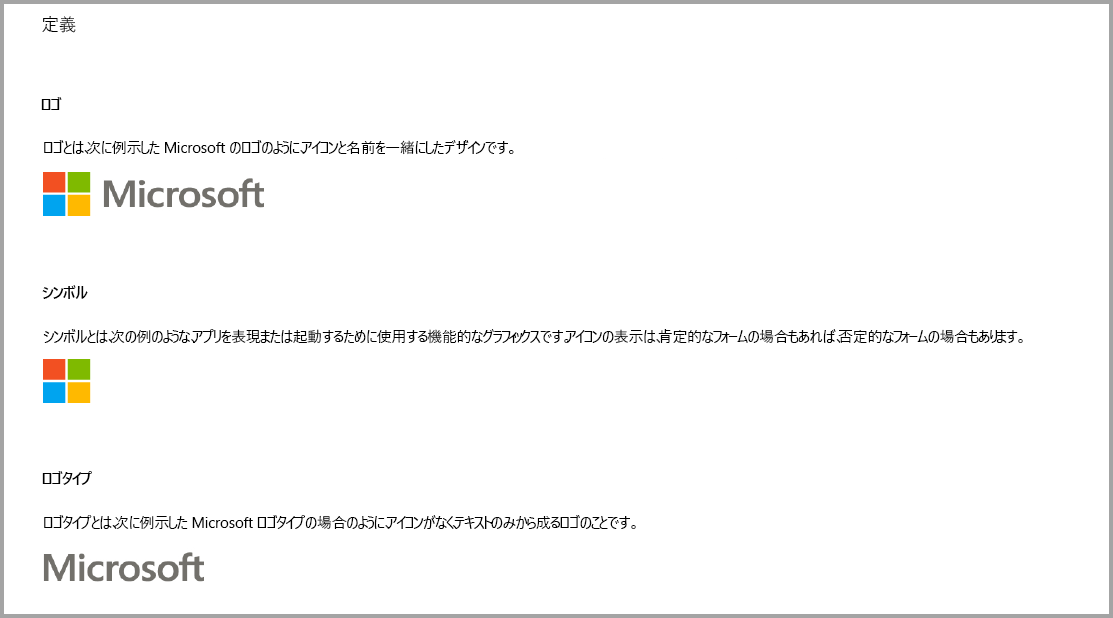 定義
ロゴ
ロゴとは、次に例示した Microsoft のロゴのように、アイコンと名前を一緒にしたデザインです。
Microsoft
シンボル
シンボルとは、次の例のような、アプリを表現または起動するために使用する機能的なグラフィックスです。アイコンの表示は、肯定的なフォームの場合もあれば、否定的なフォームの場合もあります。
ロゴタイプ
ロゴタイプとは、次に例示した Microsoft ロゴタイプの場合のように、アイコンがなく、テキストのみから成るロゴのことです。
Microsoft